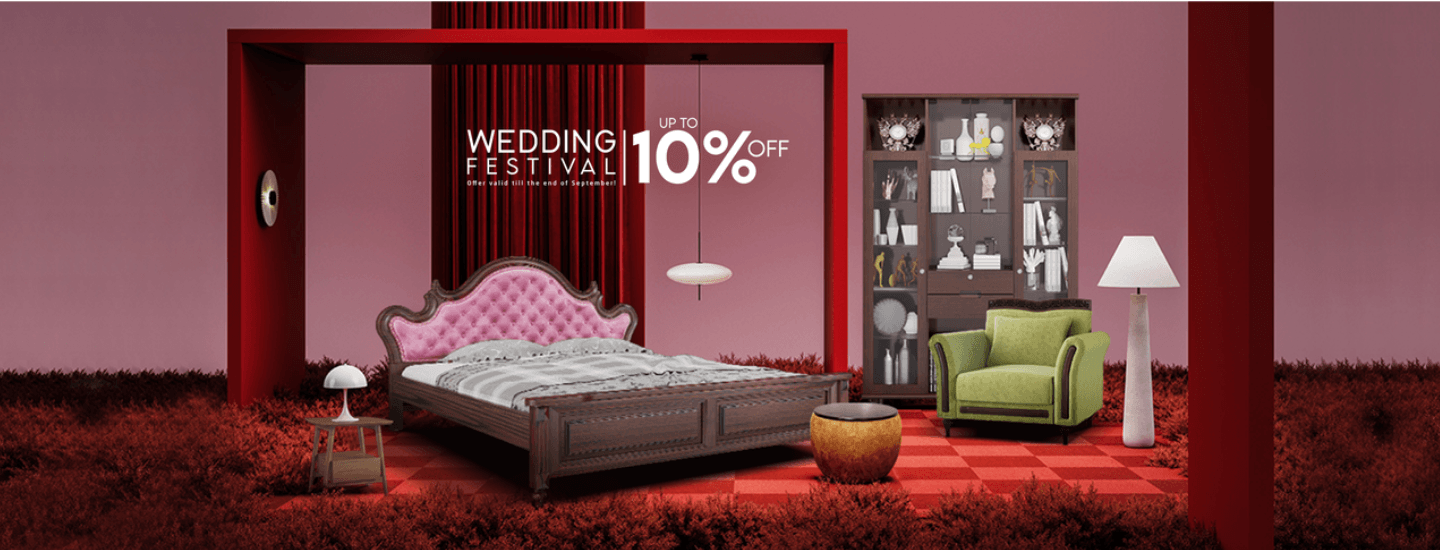 WEDDING
FESTIVAL
Offer valid till the end of September!
UP TO
10% OFF